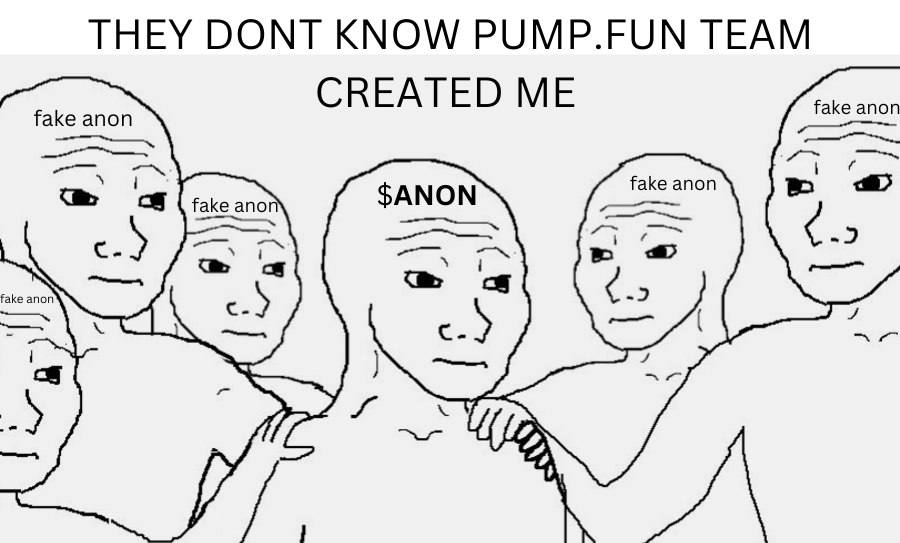 THEY DONT KNOW PUMP.FUN TEAM
CREATED ME
fake anon
fake anon
$ANON
fake anon
fake anon
fake anon